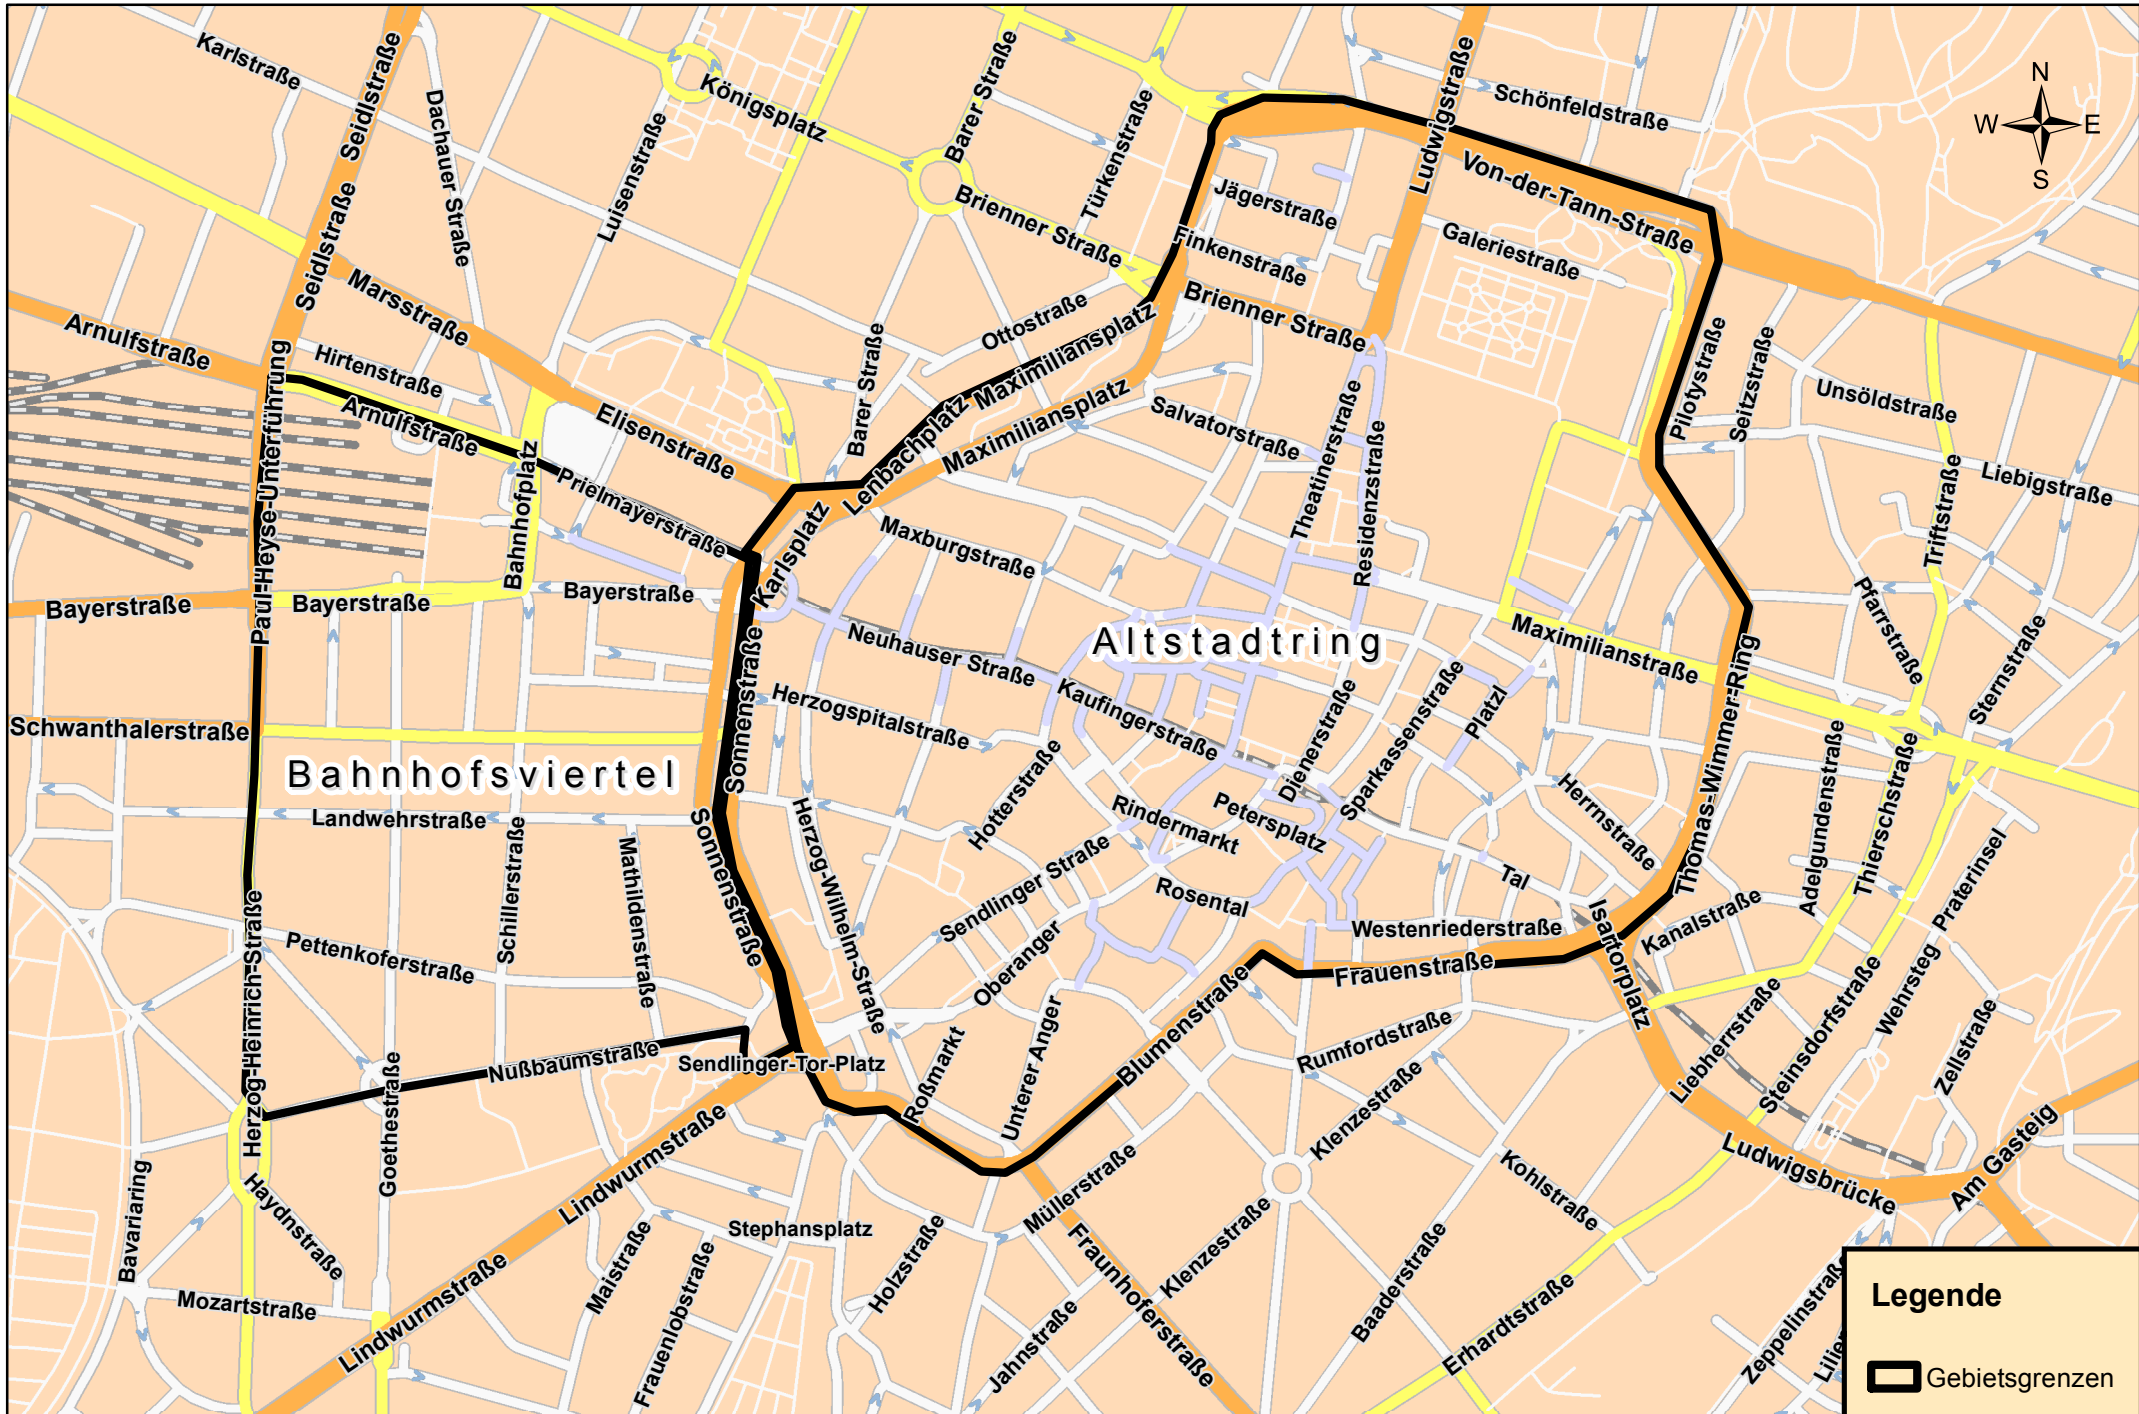 Karlstraße
Seidlstraße
Dachauer Straße
Luisenstraße
Königsplatz
Barer Straße
Türkenstraße
Ludwigstraße
Schönfeldstraße
N
W
E
S
Seidlstraße
Brienner Straße
Jägerstraße
Finkenstraße
Von-der-Tann-Straße
Galeriestraße
Marsstraße
Arnulfstraße
Hirtenstraße
Ottostraße
Brienner Straße
Maximiliansplatz
Barer Straße
Pilotystraße
Seitzstraße
Unsöldstraße
Arnulfstraße
Elisenstraße
Lenbachplatz
Maximiliansplatz
Salvatorstraße
Theatinerstraße
Residenzstraße
Liebigstraße
Triftstraße
Paul-Heyse-Unterführung
Bahnhofplatz
Prielmayerstraße
Karlsplatz
Maxburgstraße
Bayerstraße
Bayerstraße
Bayerstraße
Neuhauser Straße
Altstadtring
Maximilianstraße
Pfarrstraße
Sternstraße
Schwanthalerstraße
Sonnenstraße
Herzogspitalstraße
Kaufingerstraße
Dienerstraße
Sparkassenstraße
Platzl
Thomas-Wimmer-Ring
Bahnhofsviertel
Landwehrstraße
Schillerstraße
Mathildenstraße
Sonnenstraße
Herzog-Wilhelm-Straße
Hotterstraße
Rindermarkt
Petersplatz
Herrnstraße
Adelgundenstraße
Thierschstraße
Praterinsel
Wehrsteg
Sendlinger Straße
Rosental
Tal
Westenriederstraße
Isartorplatz
Kanalstraße
Pettenkoferstraße
Herzog-Heinrich-Straße
Oberanger
Frauenstraße
Blumenstraße
Liebherrstraße
Steinsdorfstraße
Zellstraße
Goethestraße
Nußbaumstraße
Sendlinger-Tor-Platz
Roßmarkt
Unterer Anger
Rumfordstraße
Klenzestraße
Ludwigsbrücke
Am Gasteig
Bavariaring
Haydnstraße
Mozartstraße
Lindwurmstraße
Lindwurmstraße
Maistraße
Frauenlobstraße
Stephansplatz
Holzstraße
Müllerstraße
Fraunhoferstraße
Klenzestraße
Jahnstraße
Baaderstraße
Kohlstraße
Erhardtstraße
Zeppelinstraße
Legende
Gebietsgrenzen